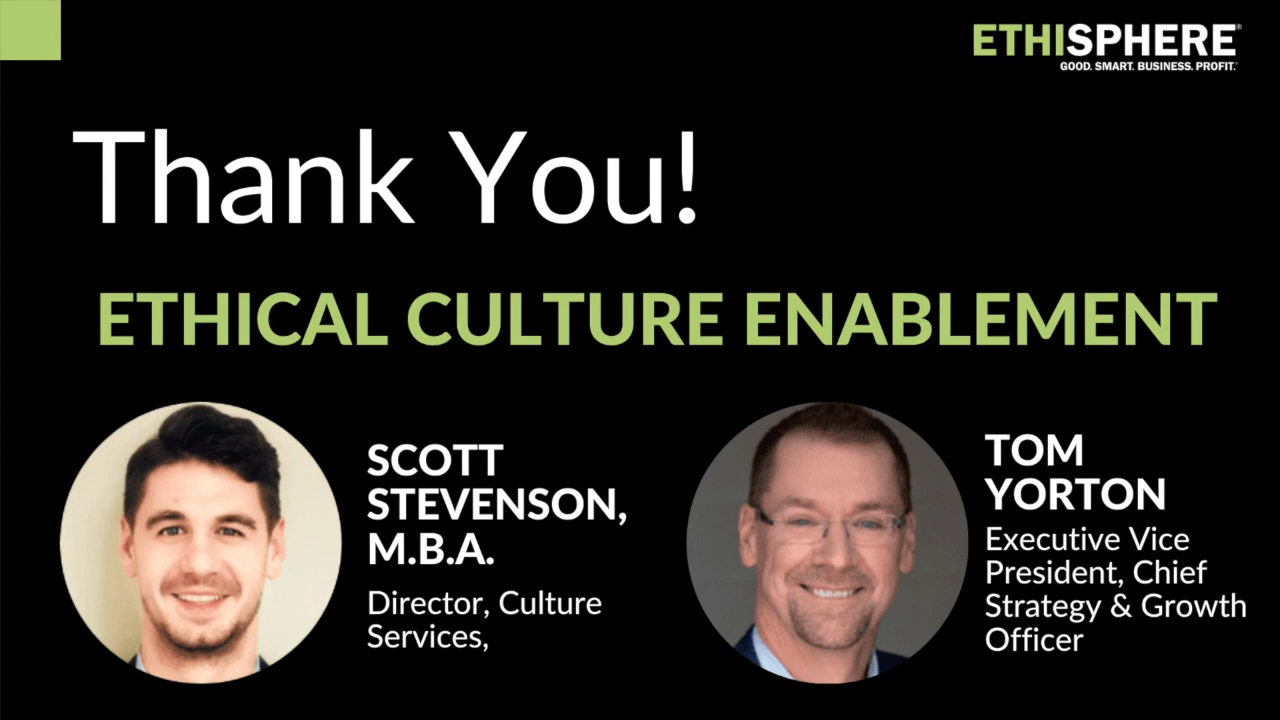 ETHISPHERE®
GOOD. SMART. BUSINESS. PROFIT.®
Thank You!
ETHICAL CULTURE ENABLEMENT
SCOTT
STEVENSON,
M.B.A.
Director, Culture
Services,
TOM
YORTON
Executive Vice
President, Chief
Strategy & Growth
Officer